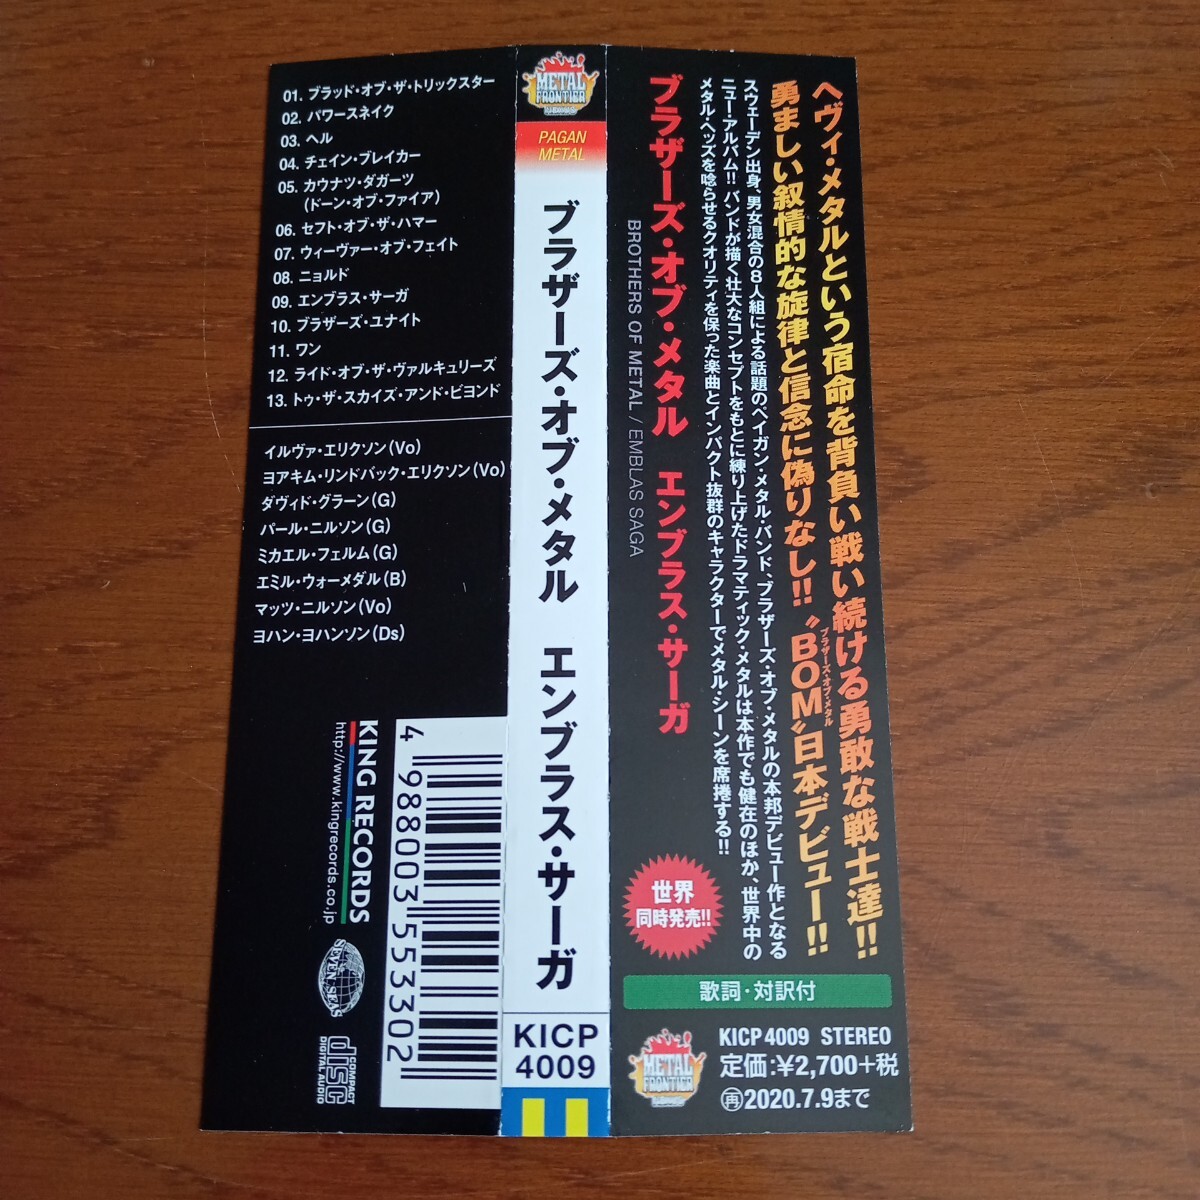 01. ブラッド・オブ・ザ・トリックスター
02. パワースネイク
03. ヘル
04. チェイン・ブレイカー
05. カウナツ・ダガーツ
(ドーン・オブ・ファイア)
06. セフト・オブ・ザ・ハマー
07. ウィーヴァー・オブ・フェイト
08. ニョルド
09. エンブラス・サーガ
10. ブラザーズ・ユナイト
11. ワン
12. ライド・オブ・ザ・ヴァルキュリーズ
13. トゥ・ザ・スカイズ・アンド・ビヨンド
イルヴァ・エリクソン(Vo)
ヨアキム・リンドバック・エリクソン(Vo)
ダヴィド・グラーン(G)
パール・ニルソン(G)
ミカエル・フェルム(G)
エミル・ウォーメダル(B)
マッツ・ニルソン(Vo)
ヨハン・ヨハンソン(Ds)
KING RECORDS
http://www.kingrecords.co.jp
SEVEN SEAS
COMPACT
disc
DIGITAL AUDIO
4 988003 553302
METAL
FRONTIER
PAGAN
METAL
ブラザーズ・オブ・メタル エンブラス・サーガ
KICP
4009
ヘヴィ・メタルという宿命を背負い戦い続ける勇敢な戦士達!!
勇ましい叙情的な旋律と信念に偽りなし!! “BOM”日本デビュー!!
ブラザーズ・オブ・メタル
スウェーデン出身、男女混合の8人組による話題のペイガン・メタル・バンド、ブラザーズ・オブ・メタルの本邦デビュー作となる
ニュー・アルバム!! バンドが描く壮大なコンセプトをもとに練り上げたドラマティック・メタルは本作でも健在のほか、世界中の
メタル・ヘッズを唸らせるクオリティを保った楽曲とインパクト抜群のキャラクターでメタル・シーンを席捲する!!
ブラザーズ・オブ・メタル エンブラス・サーガ
BROTHERS OF METAL / EMBLAS SAGA
世界
同時発売!!
歌詞・対訳付
METAL
FRONTIER
KICP 4009 STEREO
定価:¥2,700+税
再2020.7.9まで